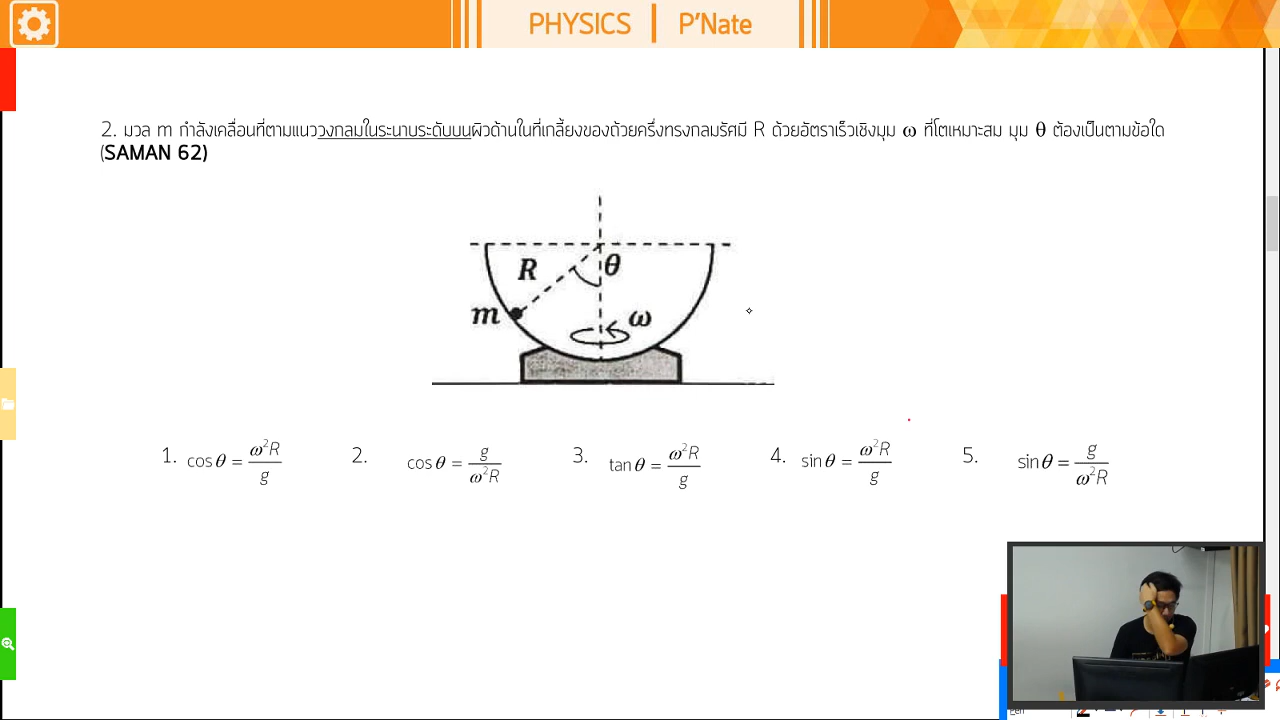 PHYSICS | P'Nate
2. มวล m กำลังเคลื่อนที่ตามแนววงกลมในระนาบระดับบนผิวด้านในที่เกลี้ยงของถ้วยครึ่งทรงกลมรัศมี R ด้วยอัตราเร็วเชิงมุม ω ที่โตเหมาะสม มุม θ ต้องเป็นตามข้อใด
(SAMAN 62)
R θ
m ω
1. cosθ = ω²R/g 2. cosθ = g/ω²R 3. tanθ = ω²R/g 4. sinθ = ω²R/g 5. sinθ = g/ω²R